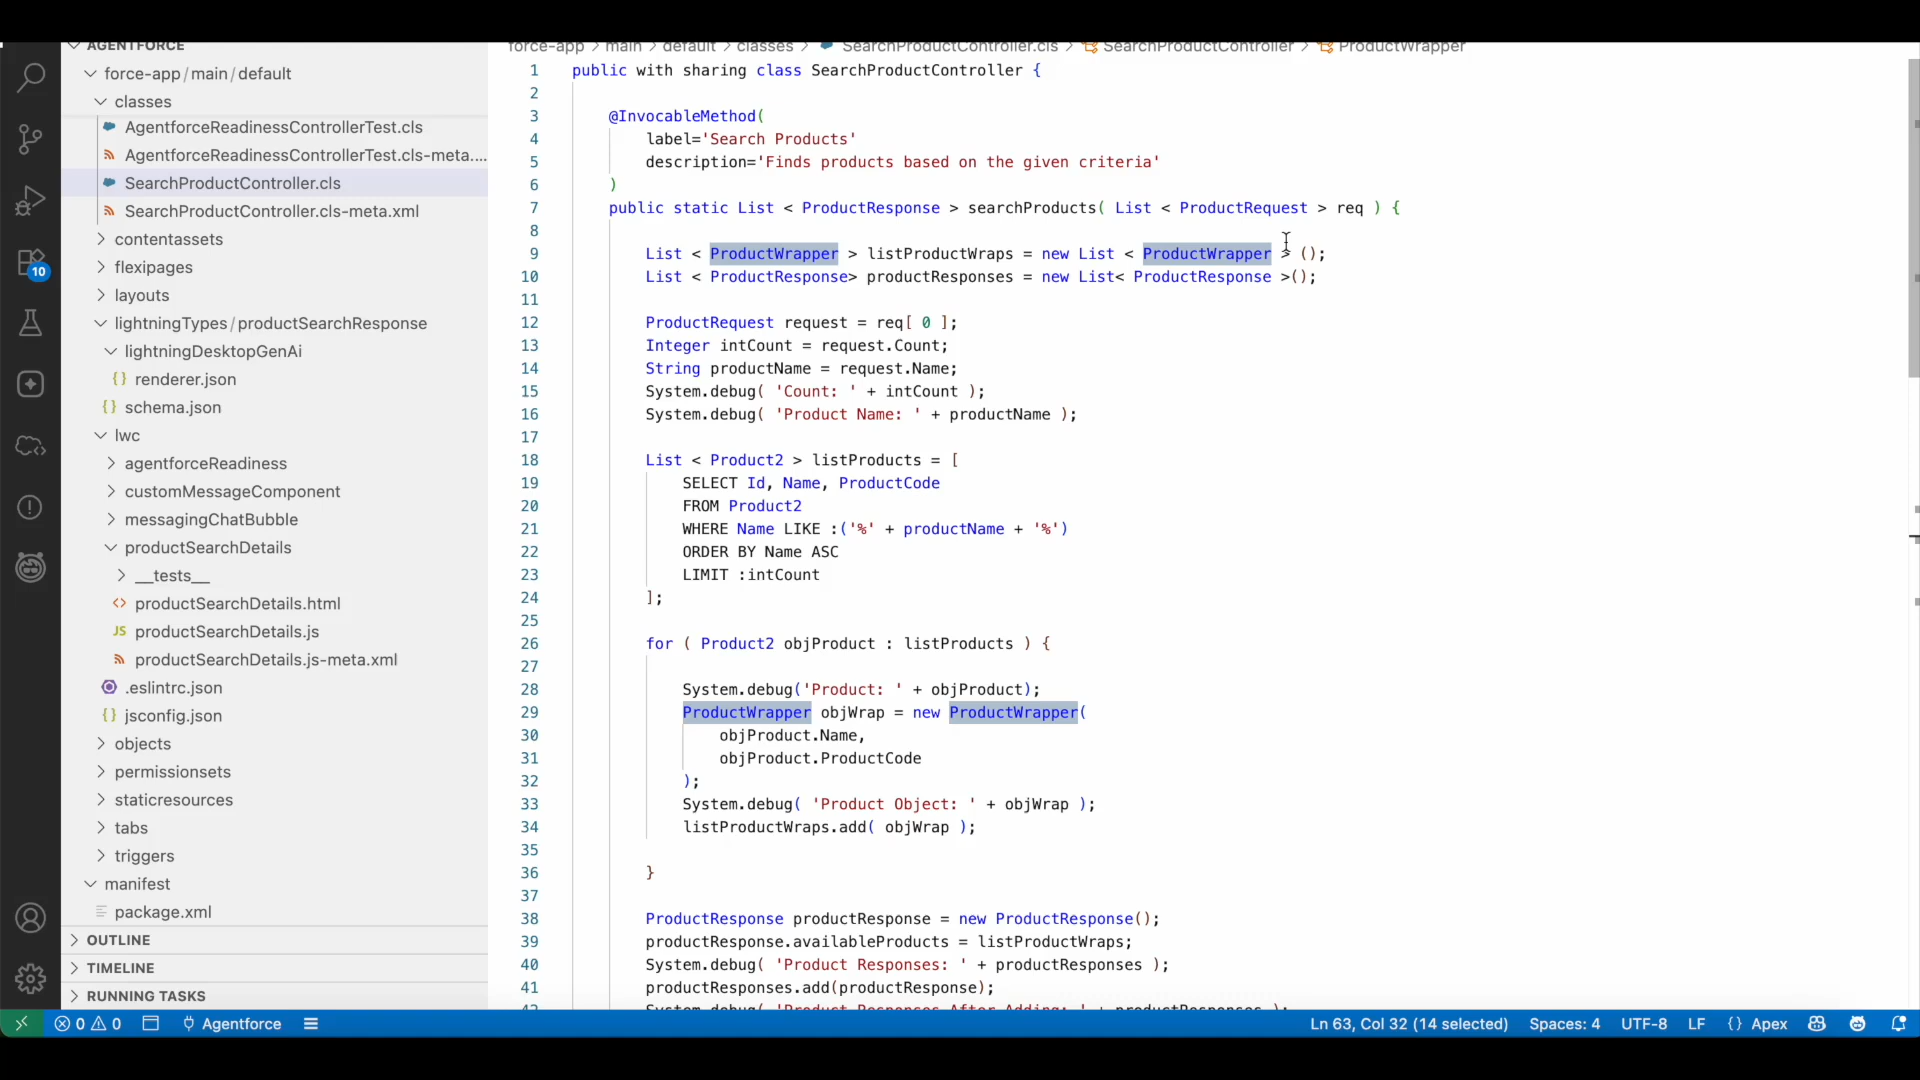 AGENTFORCE
force-app/main/default
classes
AgentforceReadinessControllerTest.cls
AgentforceReadinessControllerTest.cls-meta....
SearchProductController.cls
SearchProductController.cls-meta.xml
contentassets
flexipages
layouts
lightningTypes/productSearchResponse
lightningDesktopGenAi
{} renderer.json
{} schema.json
lwc
agentforceReadiness
customMessageComponent
messagingChatBubble
productSearchDetails
__tests__
<> productSearchDetails.html
JS productSearchDetails.js
productSearchDetails.js-meta.xml
.eslintrc.json
{} jsconfig.json
objects
permissionsets
staticresources
tabs
triggers
manifest
package.xml
OUTLINE
TIMELINE
RUNNING TASKS
10
force-app > main > default > classes > SearchProductController.cls > SearchProductController > ProductWrapper
1 public with sharing class SearchProductController {
2
3 @InvocableMethod(
4 label='Search Products'
5 description='Finds products based on the given criteria'
6 )
7 public static List < ProductResponse > searchProducts( List < ProductRequest > req ) {
8
9 List < ProductWrapper > listProductWraps = new List < ProductWrapper > ();
10 List < ProductResponse> productResponses = new List< ProductResponse >();
11
12 ProductRequest request = req[ 0 ];
13 Integer intCount = request.Count;
14 String productName = request.Name;
15 System.debug( 'Count: ' + intCount );
16 System.debug( 'Product Name: ' + productName );
17
18 List < Product2 > listProducts = [
19 SELECT Id, Name, ProductCode
20 FROM Product2
21 WHERE Name LIKE :('%' + productName + '%')
22 ORDER BY Name ASC
23 LIMIT :intCount
24 ];
25
26 for ( Product2 objProduct : listProducts ) {
27
28 System.debug('Product: ' + objProduct);
29 ProductWrapper objWrap = new ProductWrapper(
30 objProduct.Name,
31 objProduct.ProductCode
32 );
33 System.debug( 'Product Object: ' + objWrap );
34 listProductWraps.add( objWrap );
35
36 }
37
38 ProductResponse productResponse = new ProductResponse();
39 productResponse.availableProducts = listProductWraps;
40 System.debug( 'Product Responses: ' + productResponses );
41 productResponses.add(productResponse);
42 System.debug( 'Product Responses After Adding: ' + productResponses );
0 0 Agentforce
Ln 63, Col 32 (14 selected) Spaces: 4 UTF-8 LF {} Apex